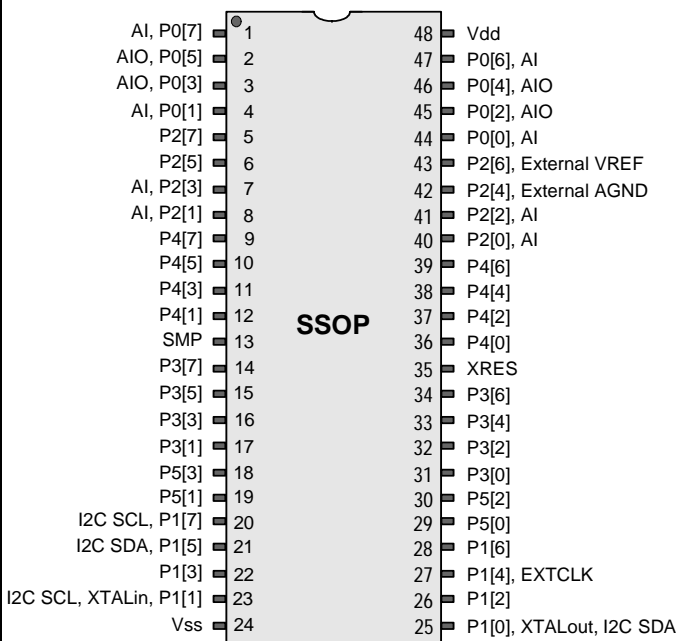 AI, P0[7] 1 48 Vdd
AIO, P0[5] 2 47 P0[6], AI
AIO, P0[3] 3 46 P0[4], AIO
AI, P0[1] 4 45 P0[2], AIO
P2[7] 5 44 P0[0], AI
P2[5] 6 43 P2[6], External VREF
AI, P2[3] 7 42 P2[4], External AGND
AI, P2[1] 8 41 P2[2], AI
P4[7] 9 40 P2[0], AI
P4[5] 10 39 P4[6]
P4[3] 11 38 P4[4]
P4[1] 12 SSOP 37 P4[2]
SMP 13 36 P4[0]
P3[7] 14 35 XRES
P3[5] 15 34 P3[6]
P3[3] 16 33 P3[4]
P3[1] 17 32 P3[2]
P5[3] 18 31 P3[0]
P5[1] 19 30 P5[2]
I2C SCL, P1[7] 20 29 P5[0]
I2C SDA, P1[5] 21 28 P1[6]
P1[3] 22 27 P1[4], EXTCLK
I2C SCL, XTALin, P1[1] 23 26 P1[2]
Vss 24 25 P1[0], XTALout, I2C SDA